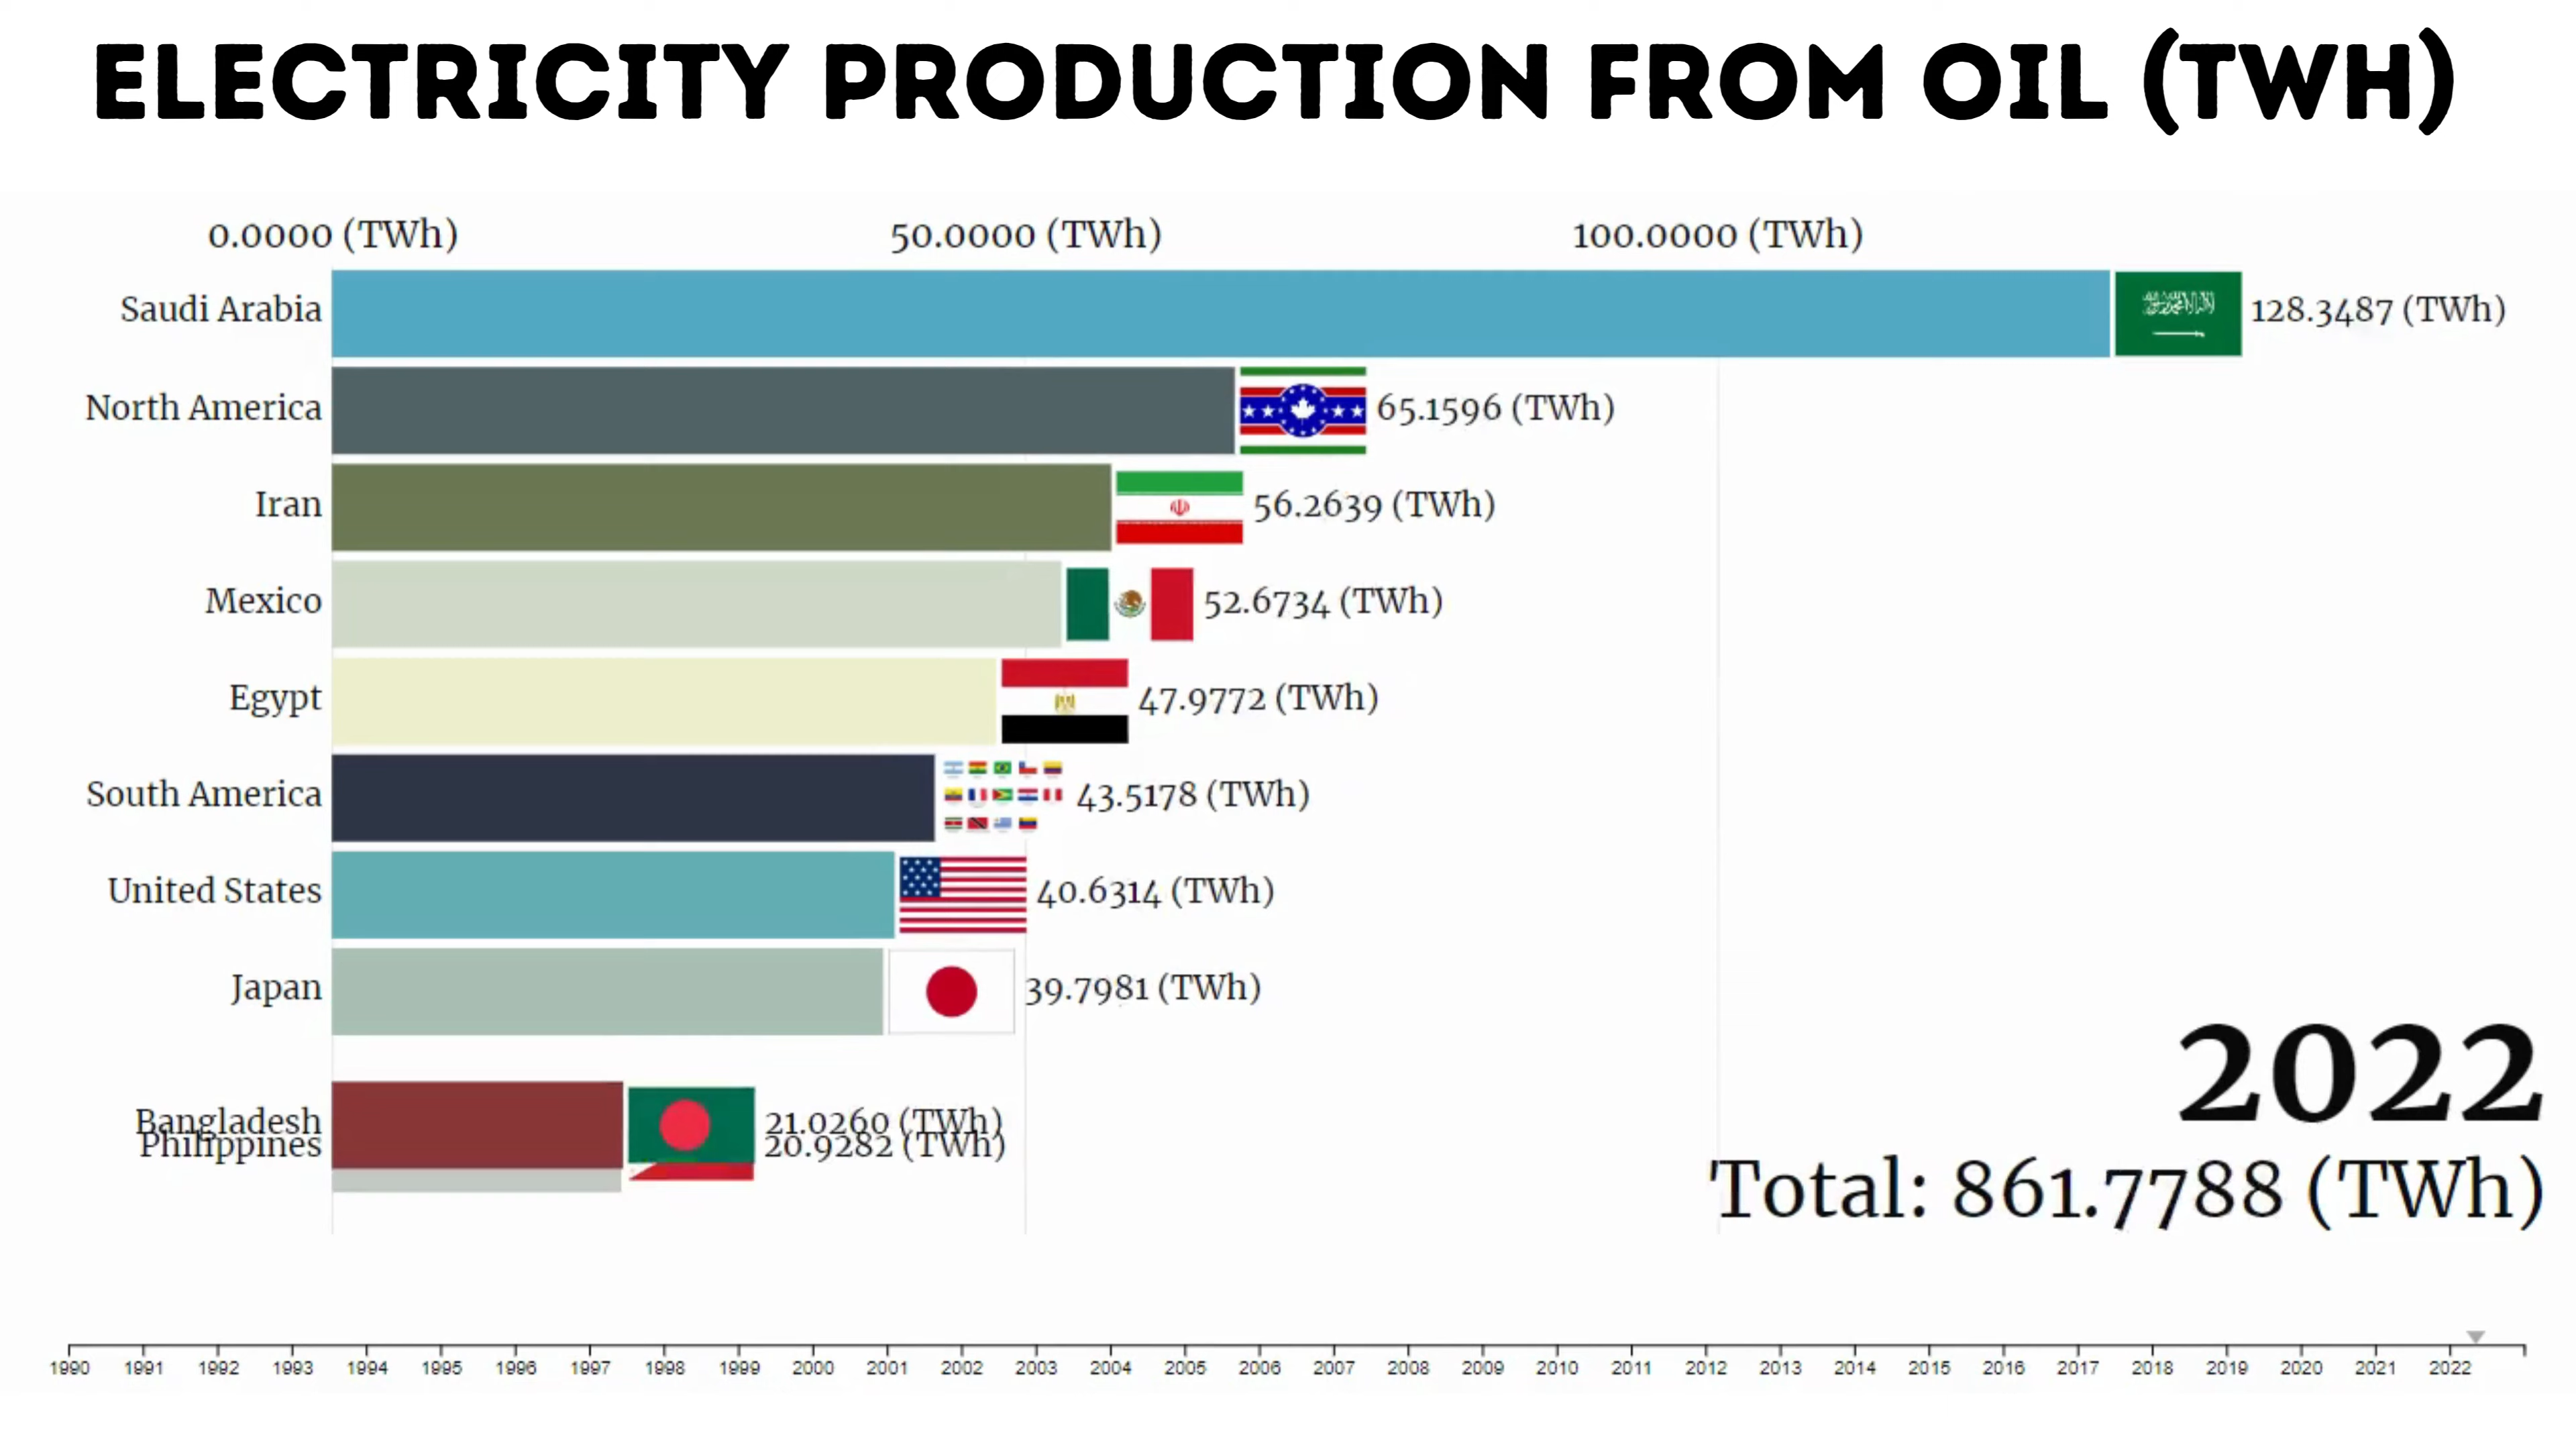 ELECTRICITY PRODUCTION FROM OIL (TWH)
0.0000 (TWh) 50.0000 (TWh) 100.0000 (TWh)
Saudi Arabia 128.3487 (TWh)
North America 65.1596 (TWh)
Iran 56.2639 (TWh)
Mexico 52.6734 (TWh)
Egypt 47.9772 (TWh)
South America 43.5178 (TWh)
United States 40.6314 (TWh)
Japan 39.7981 (TWh)
Bangladesh 21.0260 (TWh)
Philippines 20.9282 (TWh)
2022
Total: 861.7788 (TWh)
1990 1991 1992 1993 1994 1995 1996 1997 1998 1999 2000 2001 2002 2003 2004 2005 2006 2007 2008 2009 2010 2011 2012 2013 2014 2015 2016 2017 2018 2019 2020 2021 2022